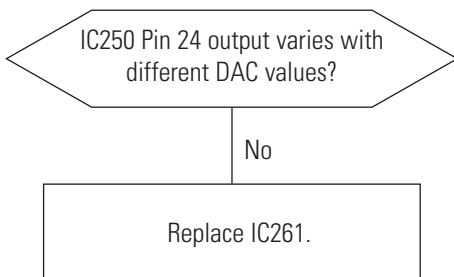 IC250 Pin 24 output varies with
different DAC values?
No
Replace IC261.